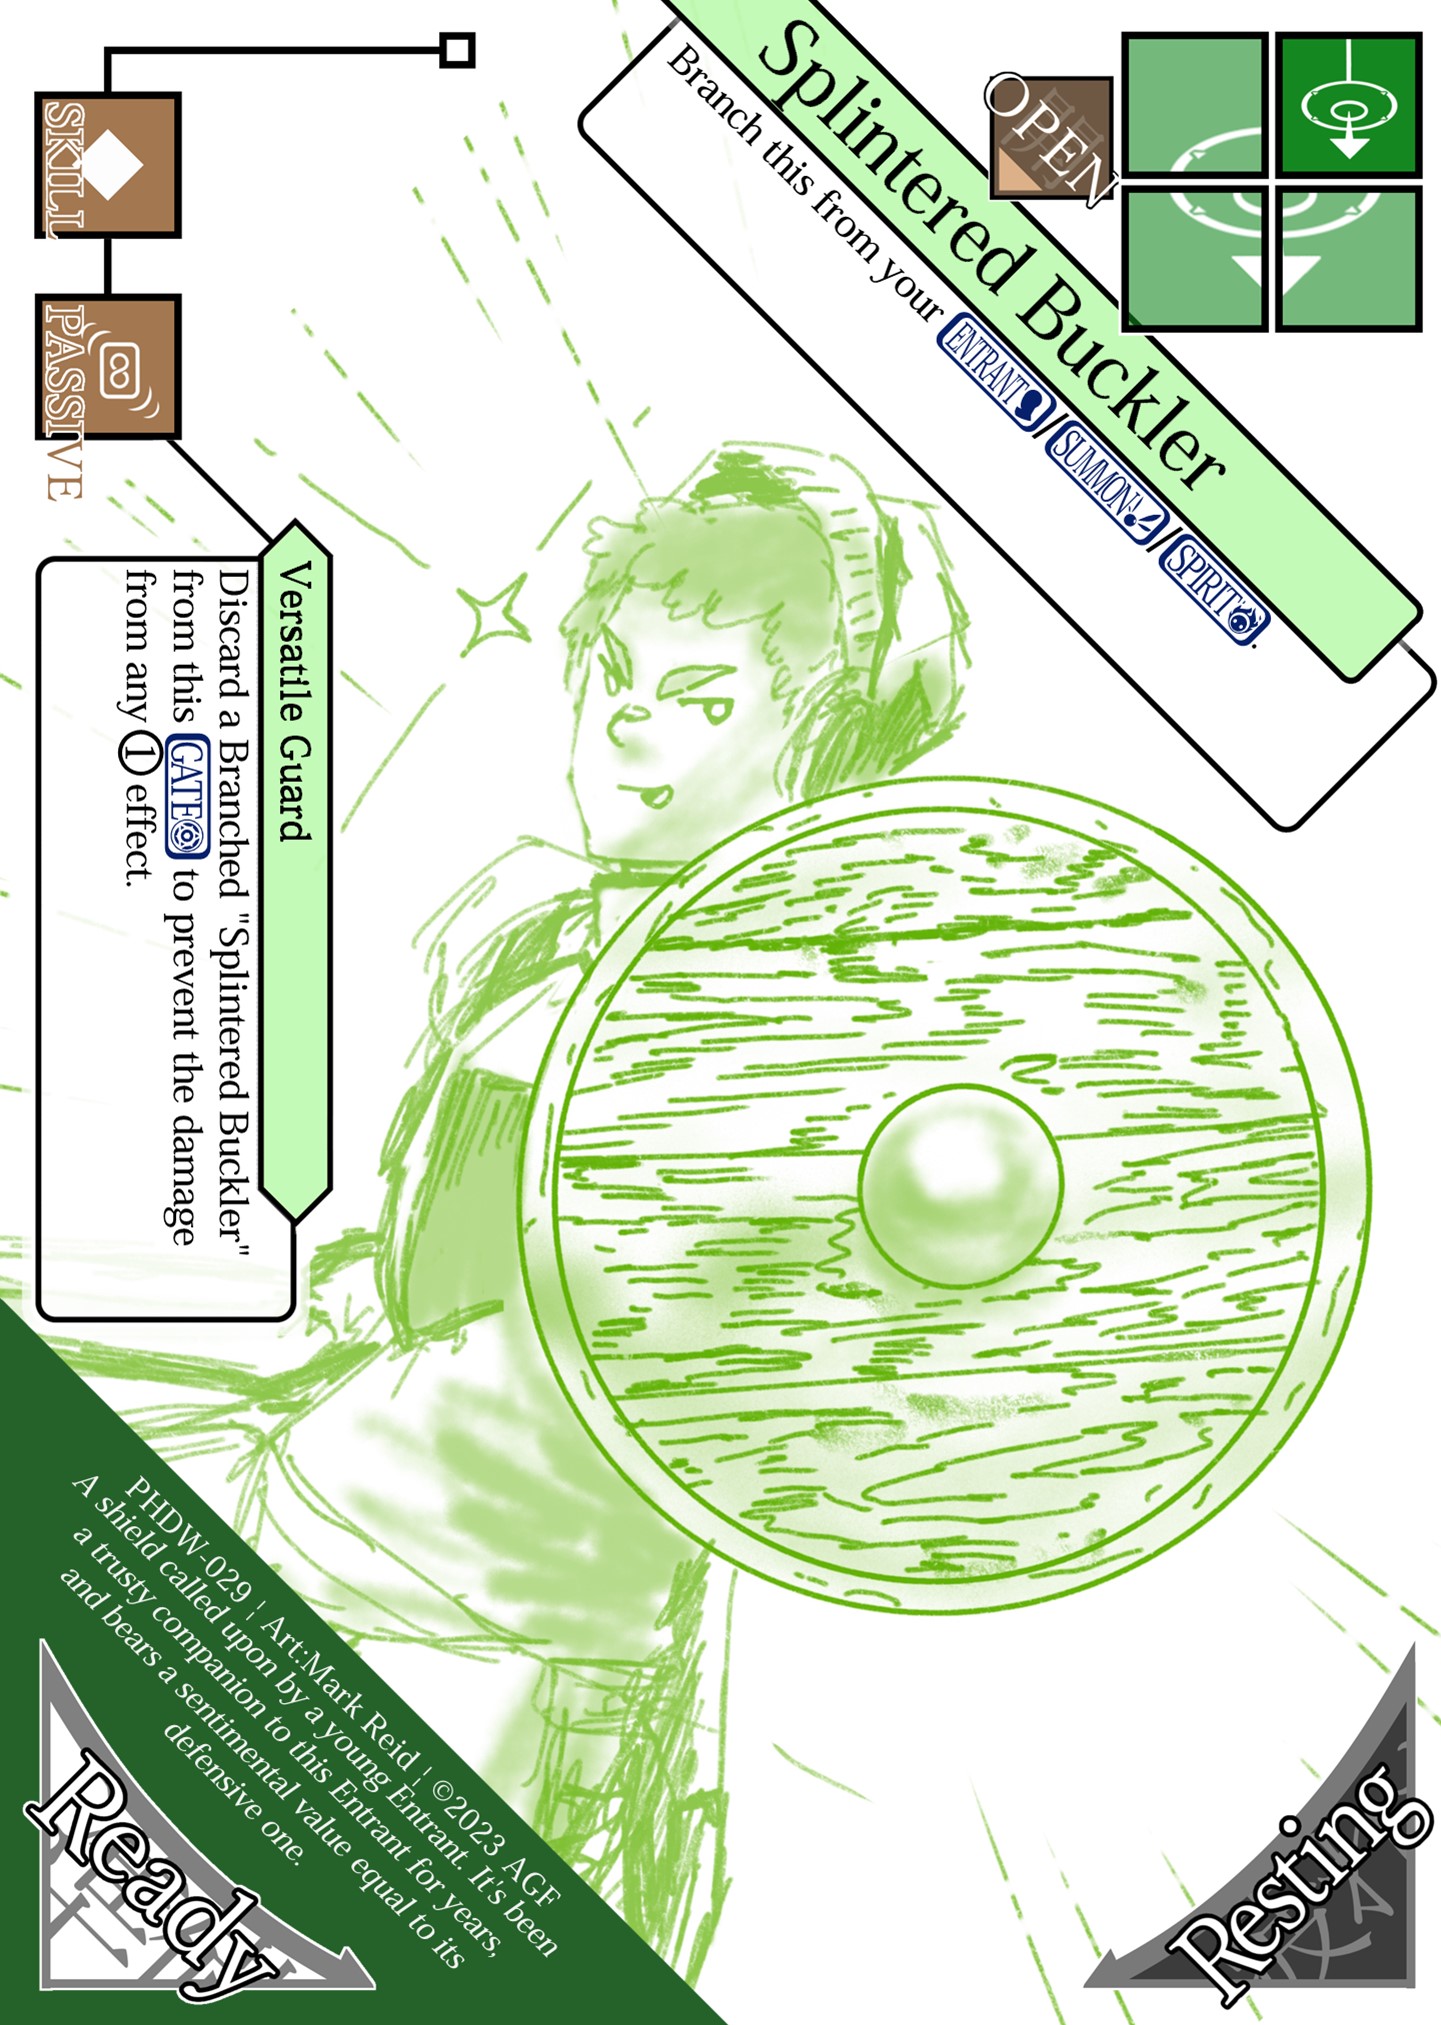 Splintered Buckler
Branch this from your ENTRANT/SUMMON/SPIRIT.
開
OPEN
SKILL
PASSIVE
Versatile Guard
Discard a Branched "Splintered Buckler"
from this GATE to prevent the damage
from any 1 effect.
PHDW-029 ¦ Art:Mark Reid ¦ ©2023 AGF
A shield called upon by a young Entrant. It's been
a trusty companion to this Entrant for years,
and bears a sentimental value equal to its
defensive one.
Ready
Resting